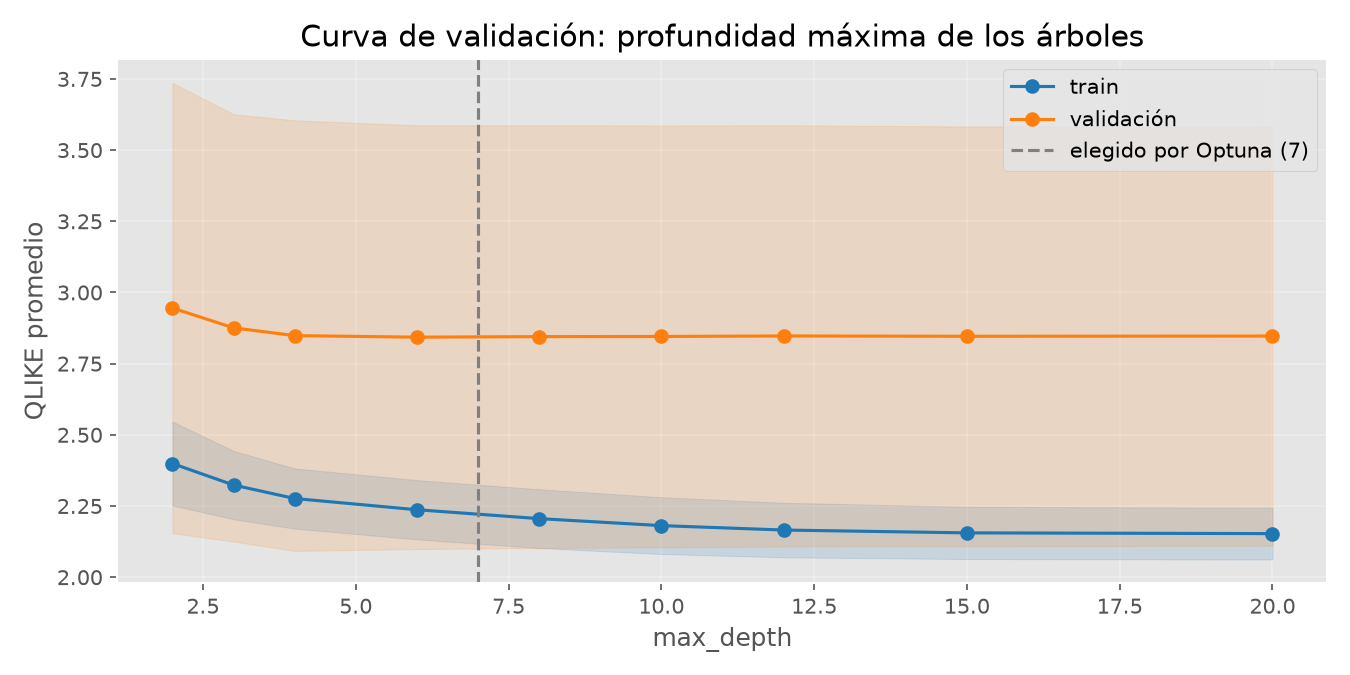 Curva de validación: profundidad máxima de los árboles
train
validación
elegido por Optuna (7)
QLIKE promedio
3.75
3.50
3.25
3.00
2.75
2.50
2.25
2.00
2.5
5.0
7.5
10.0
12.5
15.0
17.5
20.0
max_depth